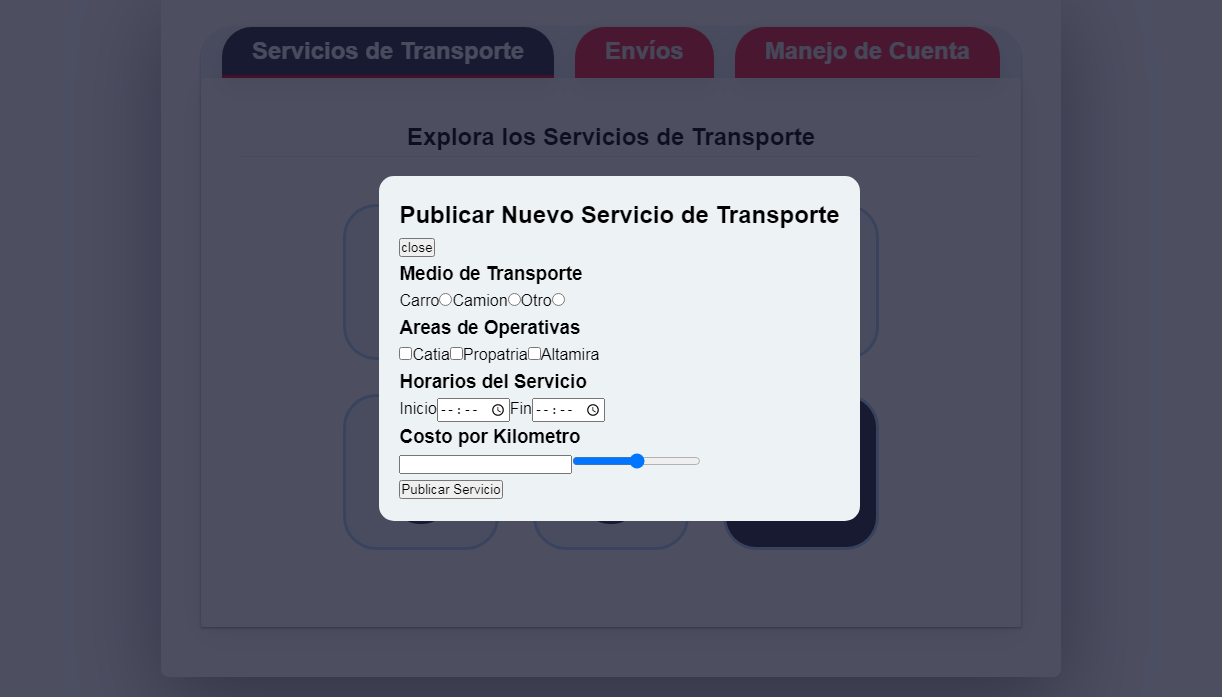 Servicios de Transporte Envíos Manejo de Cuenta
Explora los Servicios de Transporte
Publicar Nuevo Servicio de Transporte
close
Medio de Transporte
Carro Camion Otro
Areas de Operativas
Catia Propatria Altamira
Horarios del Servicio
Inicio --:-- Fin --:--
Costo por Kilometro
Publicar Servicio